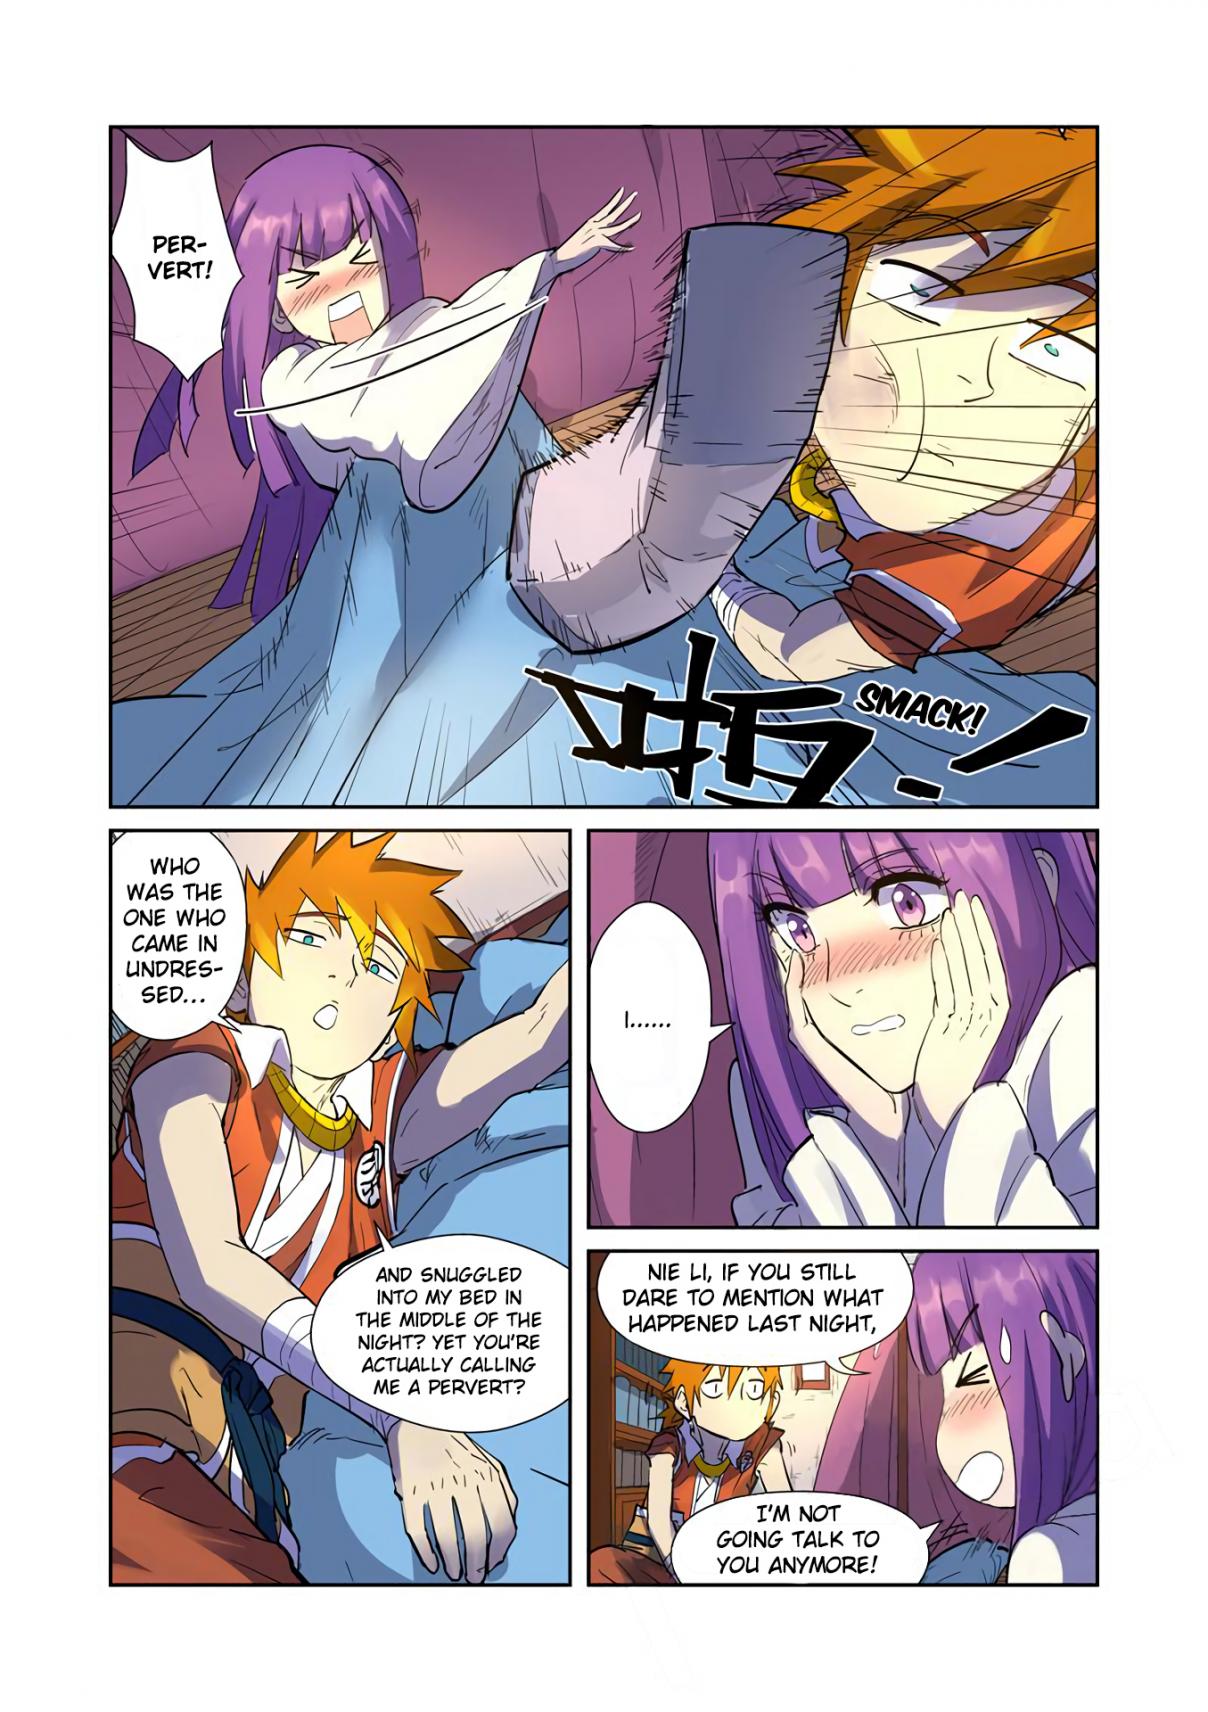 PER-
VERT!
SMACK!
WHO
WAS THE
ONE WHO
CAME IN
UNDRES-
SED...
AND SNUGGLED
INTO MY BED IN
THE MIDDLE OF THE
NIGHT? YET YOU'RE
ACTUALLY CALLING
ME A PERVERT?
I......
NIE LI, IF YOU STILL
DARE TO MENTION WHAT
HAPPENED LAST NIGHT,
I'M NOT
GOING TALK TO
YOU ANYMORE!